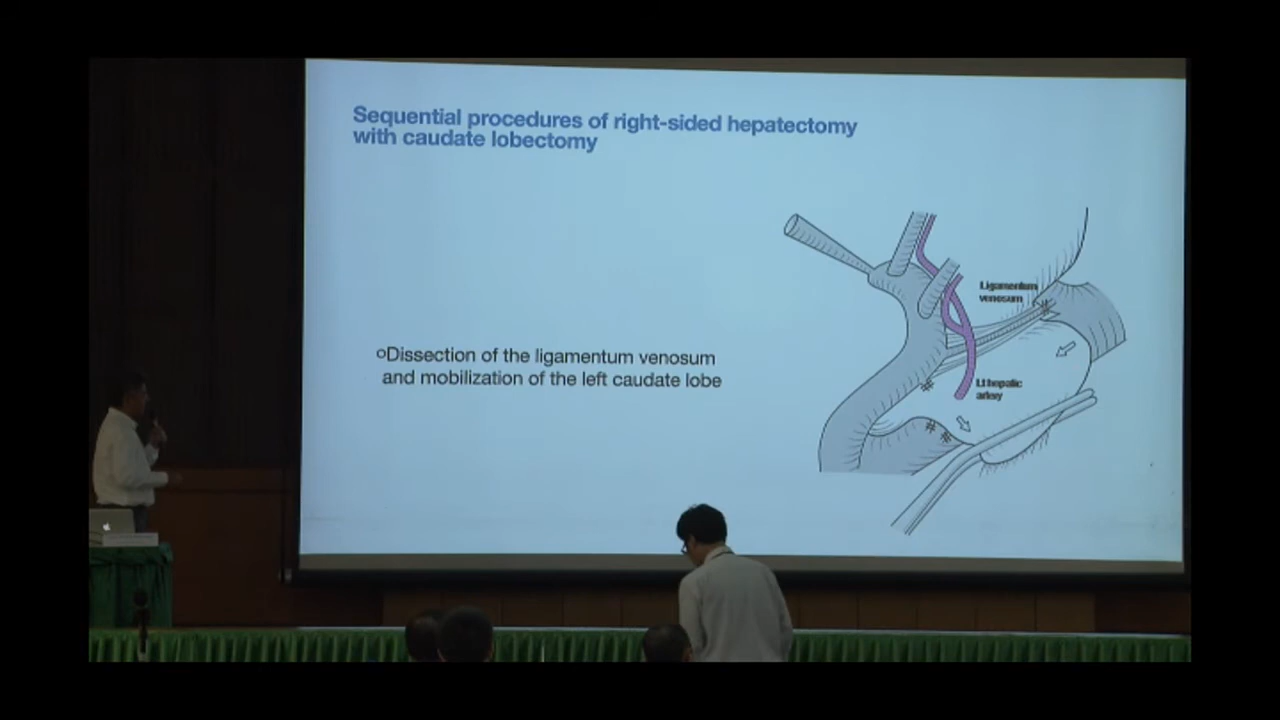 Sequential procedures of right-sided hepatectomy
with caudate lobectomy
Ligamentum
venosum
oDissection of the ligamentum venosum
and mobilization of the left caudate lobe
Lt hepatic
artery